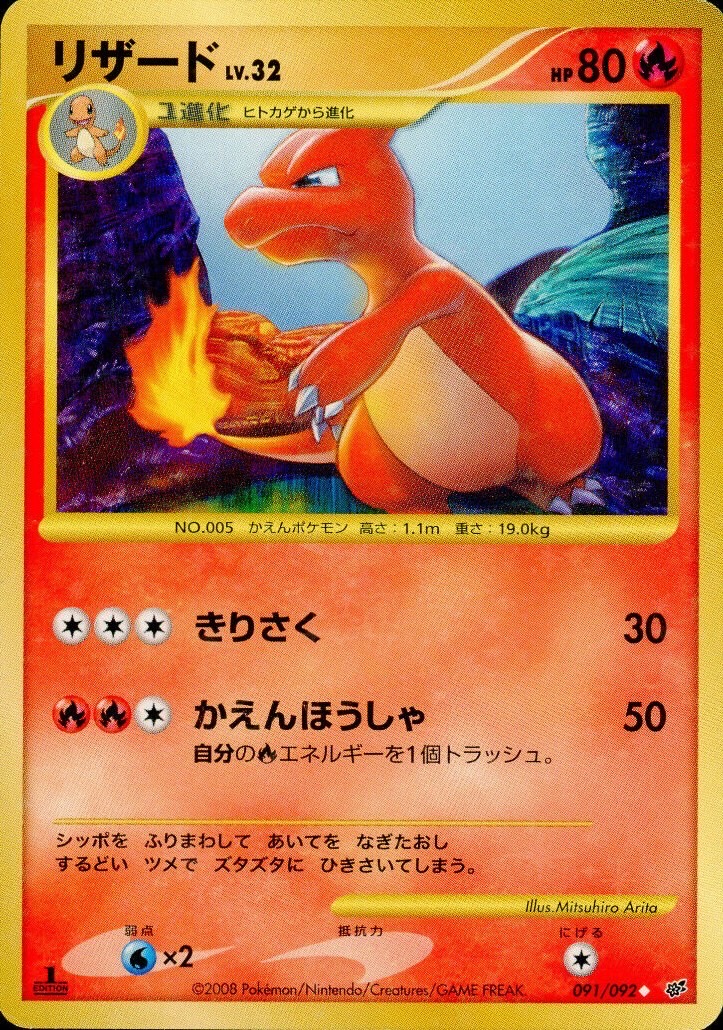 リザード LV.32 HP 80
1進化 ヒトカゲから進化
NO.005 かえんポケモン 高さ:1.1m 重さ:19.0kg
きりさく 30
かえんほうしゃ 50
自分のエネルギーを1個トラッシュ。
シッポを ふりまわして あいてを なぎたおし
するどい ツメで ズタズタに ひきさいてしまう。
Illus.Mitsuhiro Arita
弱点 抵抗力 にげる
×2
1 EDITION
©2008 Pokémon/Nintendo/Creatures/GAME FREAK. 091/092